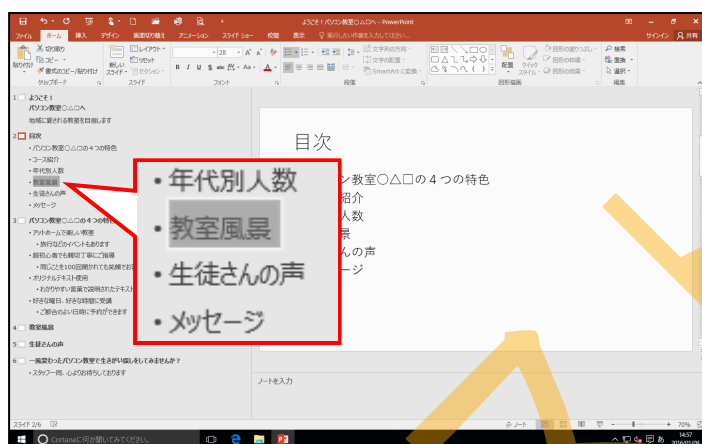 ようこそ！パソコン教室○△□へ - PowerPoint
ファイル ホーム 挿入 デザイン 画面切り替え アニメーション スライド ショー 校閲 表示 実行したい作業を入力してください... サインイン 共有
貼り付け
切り取り
コピー
書式のコピー/貼り付け
クリップボード
新しいスライド
レイアウト
リセット
セクション
スライド
28
フォント
文字列の方向
文字の配置
SmartArt に変換
段落
配置
クイックスタイル
図形の塗りつぶし
図形の枠線
図形の効果
図形描画
検索
置換
選択
編集
1 ようこそ！
パソコン教室○△□へ
地域に愛される教室を目指します
2 目次
・パソコン教室○△□の４つの特色
・コース紹介
・年代別人数
・教室風景
・生徒さんの声
・メッセージ
3 パソコン教室○△□の４つの特色
・アットホームで楽しい教室
・旅行などのイベントもあります
・超初心者でも親切丁寧にご指導
・同じことを100回聞かれても笑顔でお
・オリジナルテキスト使用
・わかりやすい言葉で説明されたテキスト
・好きな曜日、好きな時間に受講
・ご都合のよい日時に予約ができます
4 教室風景
5 生徒さんの声
6 一風変わったパソコン教室で生きがい探しをしてみませんか？
・スタッフ一同、心よりお待ちしております
・年代別人数
・教室風景
・生徒さんの声
・メッセージ
目次
ン教室○△□の４つの特色
紹介
人数
景
んの声
ージ
ノートを入力
スライド 2/6
ノート
70%
Cortanaに何か聞いてみてください。
あ
14:57
2016/01/09